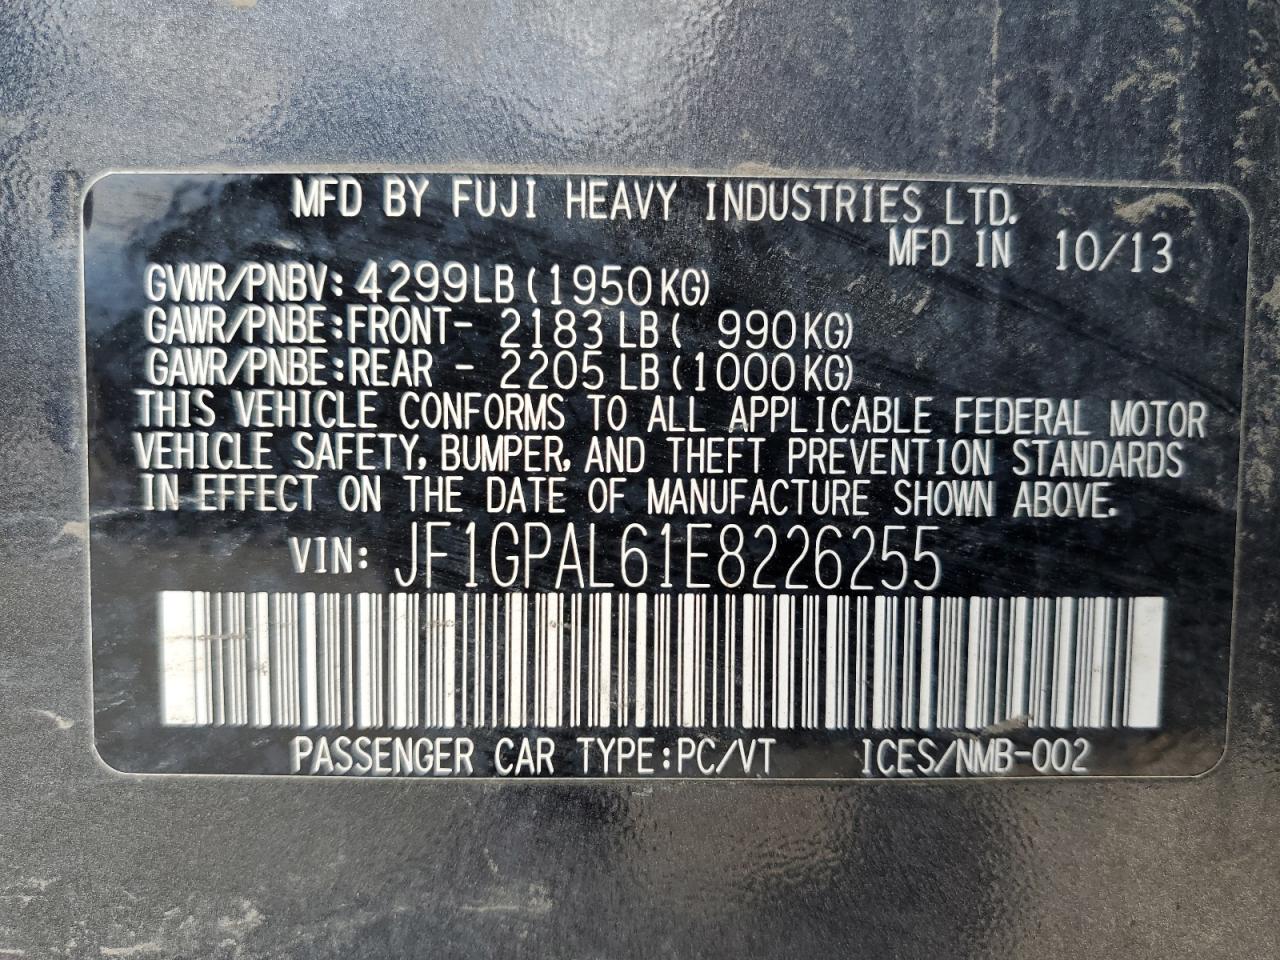 MFD BY FUJI HEAVY INDUSTRIES LTD.
MFD IN 10/13
GVWR/PNBV: 4299LB (1950KG)
GAWR/PNBE:FRONT- 2183 LB ( 990KG)
GAWR/PNBE:REAR - 2205 LB (1000KG)
THIS VEHICLE CONFORMS TO ALL APPLICABLE FEDERAL MOTOR
VEHICLE SAFETY, BUMPER, AND THEFT PREVENTION STANDARDS
IN EFFECT ON THE DATE OF MANUFACTURE SHOWN ABOVE.
VIN: JF1GPAL61E8226255
PASSENGER CAR TYPE:PC/VT ICES/NMB-002